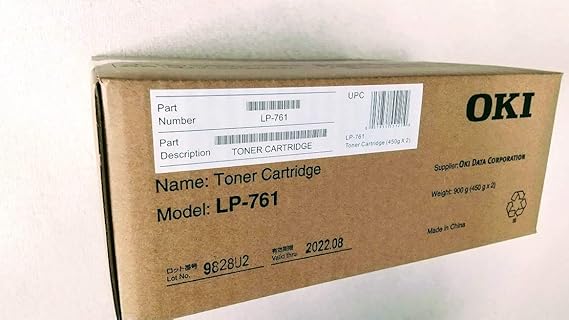 Part Number
LP-761
UPC
Part Description
TONER CARTRIDGE
LP-761
Toner Cartridge (450g X 2)
OKI
Name: Toner Cartridge
Model: LP-761
Supplier: OKI DATA CORPORATION
Weight: 900 g (450 g x 2)
Made in China
ロット番号
Lot No.
9828U2
有効期限
Valid thru
2022.08